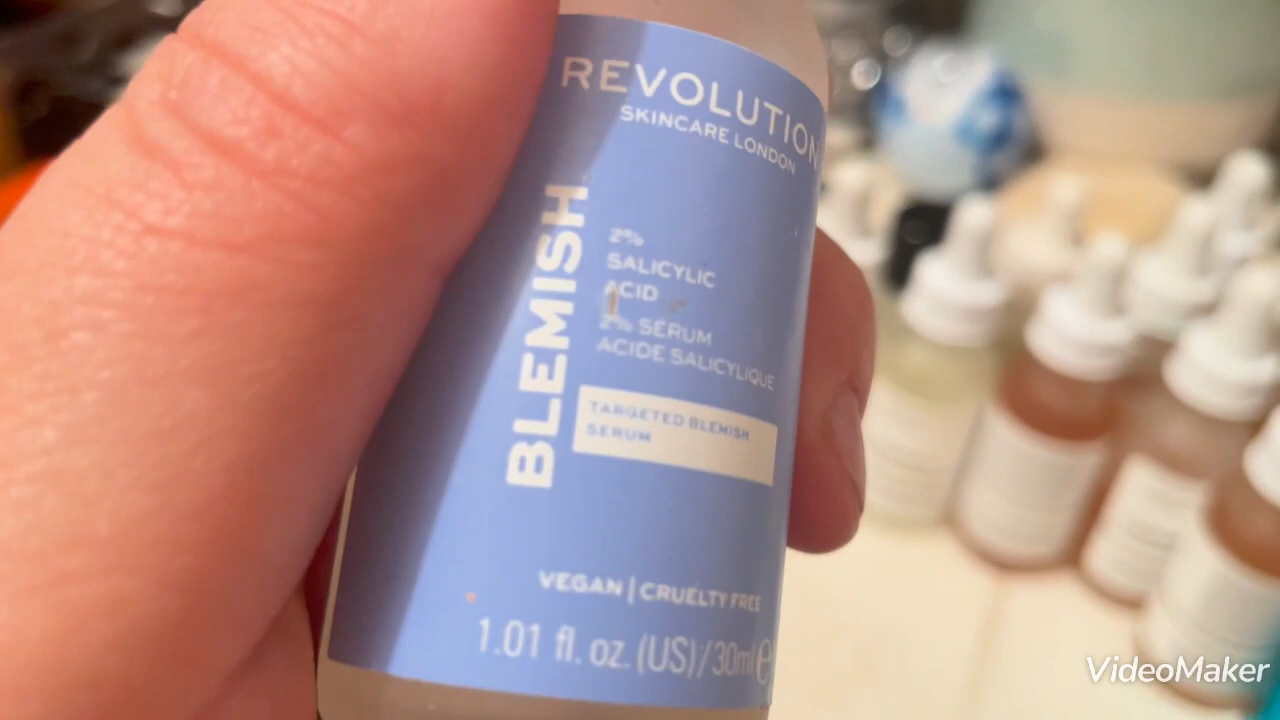 REVOLUTION
SKINCARE LONDON
BLEMISH
2%
SALICYLIC
ACID
2% SERUM
ACIDE SALICYLIQUE
TARGETED BLEMISH
SERUM
VEGAN | CRUELTY FREE
1.01 fl. oz. (US)/30ml e
VideoMaker